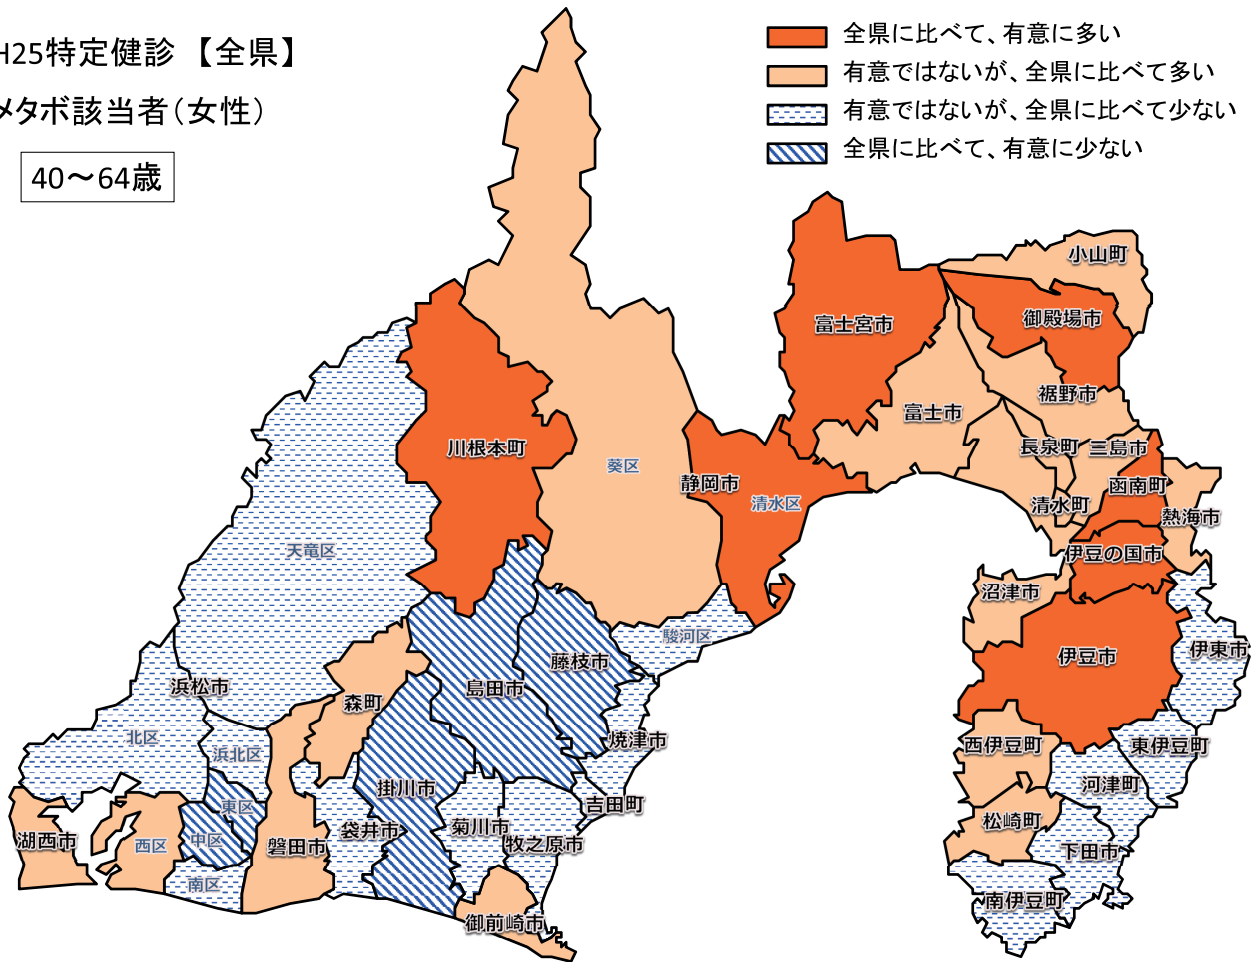 H25特定健診 【全県】
メタボ該当者（女性）
40～64歳
全県に比べて、有意に多い
有意ではないが、全県に比べて多い
有意ではないが、全県に比べて少ない
全県に比べて、有意に少ない
小山町
富士宮市
御殿場市
裾野市
富士市
川根本町
長泉町
三島市
葵区
静岡市
清水区
函南町
清水町
熱海市
天竜区
伊豆の国市
沼津市
駿河区
伊東市
藤枝市
伊豆市
浜松市
島田市
森町
北区
浜北区
焼津市
西伊豆町
東伊豆町
掛川市
河津町
東区
吉田町
湖西市
西区
中区
磐田市
袋井市
菊川市
牧之原市
松崎町
下田市
南区
南伊豆町
御前崎市